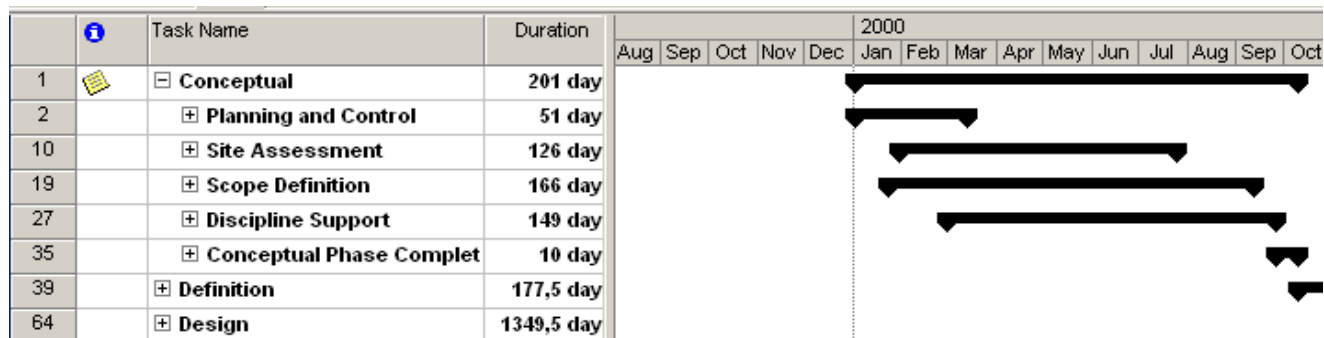 Task Name Duration 2000
Aug Sep Oct Nov Dec Jan Feb Mar Apr May Jun Jul Aug Sep Oct
1 Conceptual 201 day
2 Planning and Control 51 day
10 Site Assessment 126 day
19 Scope Definition 166 day
27 Discipline Support 149 day
35 Conceptual Phase Complet 10 day
39 Definition 177,5 day
64 Design 1349,5 day